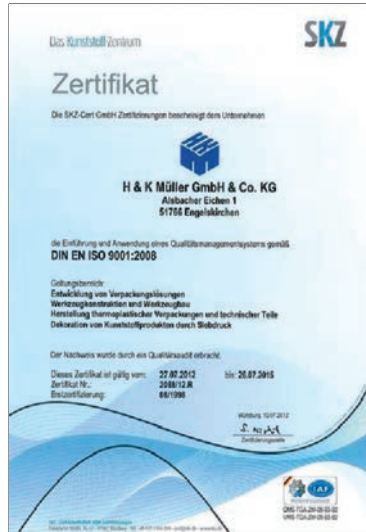 Das Kunststoff-Zentrum
SKZ
Zertifikat
Die SKZ-Cert GmbH Zertifizierungen bescheinigt dem Unternehmen
H & K Müller GmbH & Co. KG
Alsbacher Eichen 1
51766 Engelskirchen
die Einführung und Anwendung eines Qualitätsmanagementsystems gemäß
DIN EN ISO 9001:2008
Geltungsbereich:
Entwicklung von Verpackungslösungen
Werkzeugkonstruktion und Werkzeugbau
Herstellung thermoplastischer Verpackungen und technischer Teile
Dekoration von Kunststoffprodukten durch Siebdruck
Der Nachweis wurde durch ein Qualitätsaudit erbracht.
Dieses Zertifikat ist gültig vom: 27.07.2012 bis: 26.07.2015
Zertifikat Nr.:
Erstzertifizierung:
Würzburg, 10.07.2012
Zertifizierungsstelle
IAF